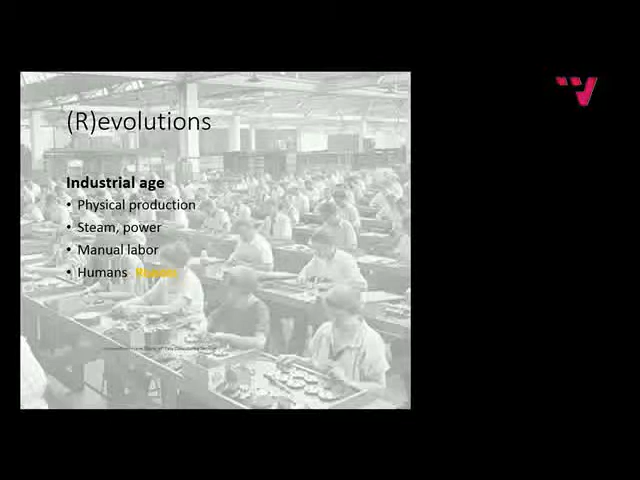 (R)evolutions
Industrial age
• Physical production
• Steam, power
• Manual labor
• Humans